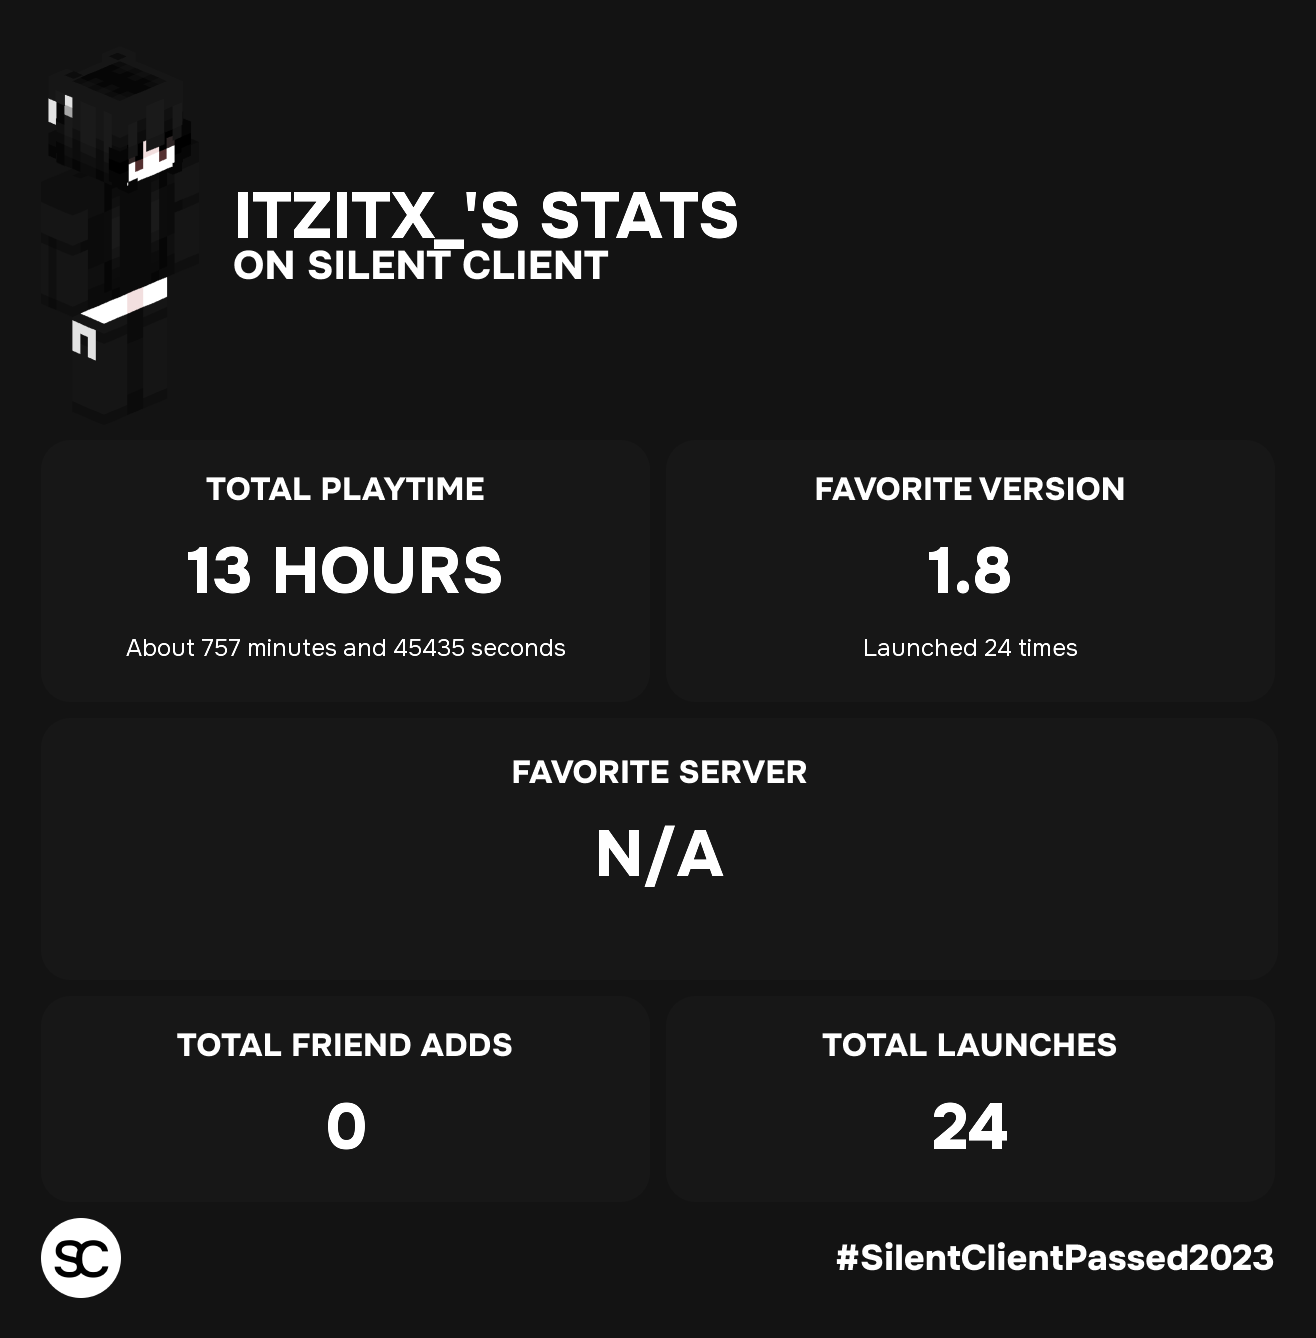 ITZITX_'S STATS
ON SILENT CLIENT
TOTAL PLAYTIME
13 HOURS
About 757 minutes and 45435 seconds
FAVORITE VERSION
1.8
Launched 24 times
FAVORITE SERVER
N/A
TOTAL FRIEND ADDS
0
TOTAL LAUNCHES
24
SC
#SilentClientPassed2023